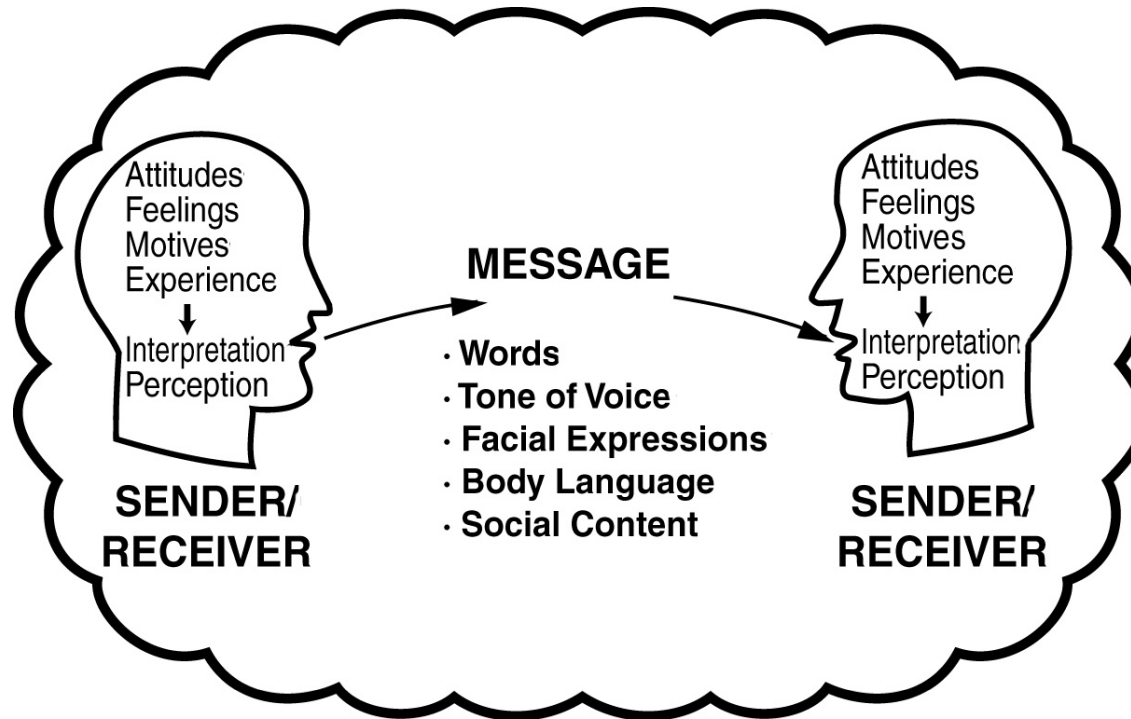 Attitudes
Feelings
Motives
Experience
Interpretation
Perception
SENDER/
RECEIVER
MESSAGE
· Words
· Tone of Voice
· Facial Expressions
· Body Language
· Social Content
Attitudes
Feelings
Motives
Experience
Interpretation
Perception
SENDER/
RECEIVER